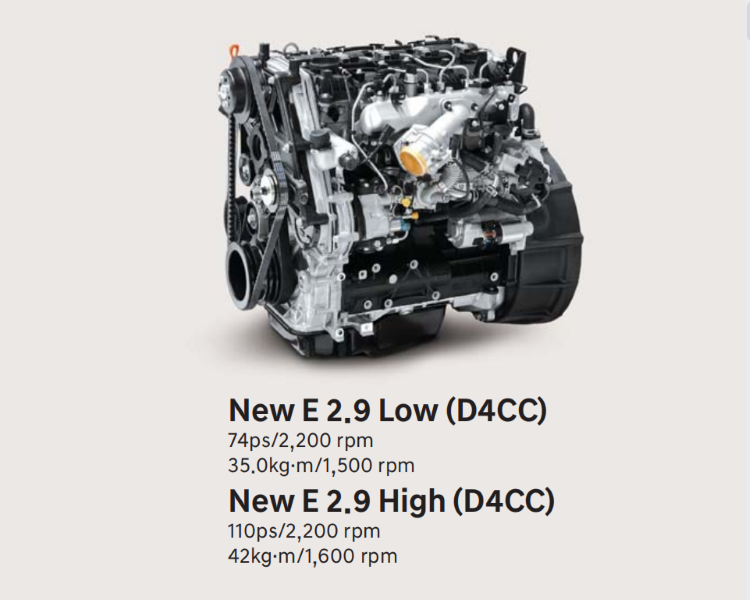 New E 2.9 Low (D4CC)
74ps/2,200 rpm
35.0kg·m/1,500 rpm
New E 2.9 High (D4CC)
110ps/2,200 rpm
42kg·m/1,600 rpm